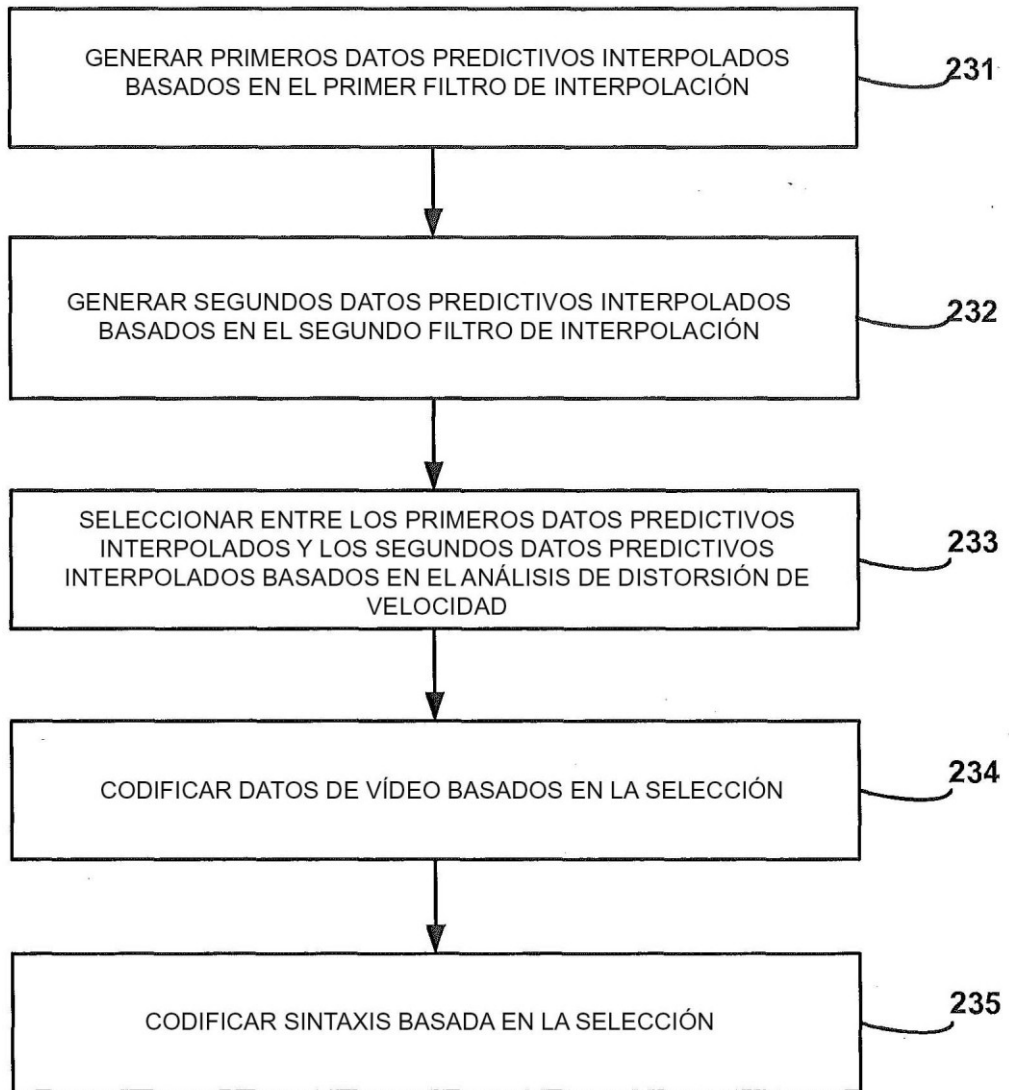 GENERAR PRIMEROS DATOS PREDICTIVOS INTERPOLADOS
BASADOS EN EL PRIMER FILTRO DE INTERPOLACIÓN
231
GENERAR SEGUNDOS DATOS PREDICTIVOS INTERPOLADOS
BASADOS EN EL SEGUNDO FILTRO DE INTERPOLACIÓN
232
SELECCIONAR ENTRE LOS PRIMEROS DATOS PREDICTIVOS
INTERPOLADOS Y LOS SEGUNDOS DATOS PREDICTIVOS
INTERPOLADOS BASADOS EN EL ANÁLISIS DE DISTORSIÓN DE
VELOCIDAD
233
CODIFICAR DATOS DE VÍDEO BASADOS EN LA SELECCIÓN
234
CODIFICAR SINTAXIS BASADA EN LA SELECCIÓN
235